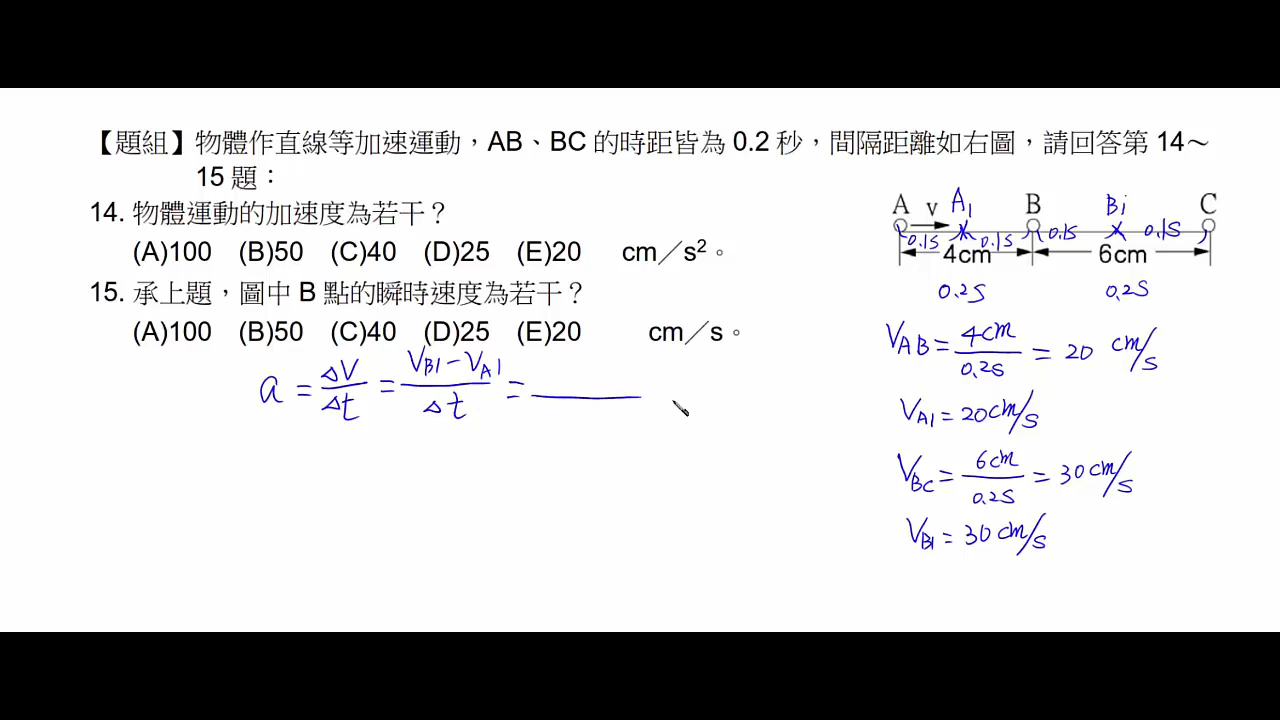 【題組】物體作直線等加速運動，AB、BC 的時距皆為 0.2 秒，間隔距離如右圖，請回答第 14～
15 題：
14. 物體運動的加速度為若干？
(A)100 (B)50 (C)40 (D)25 (E)20 cm／s²。
15. 承上題，圖中 B 點的瞬時速度為若干？
(A)100 (B)50 (C)40 (D)25 (E)20 cm／s。
a = ΔV/Δt = (VB1 − VA1)/Δt =
A v A1 B B1 C
0.1s 0.1s 0.1s 0.1s
4cm 6cm
0.2s 0.2s
VAB = 4cm/0.2s = 20 cm/s
VA1 = 20cm/s
VBC = 6cm/0.2s = 30cm/s
VB1 = 30cm/s